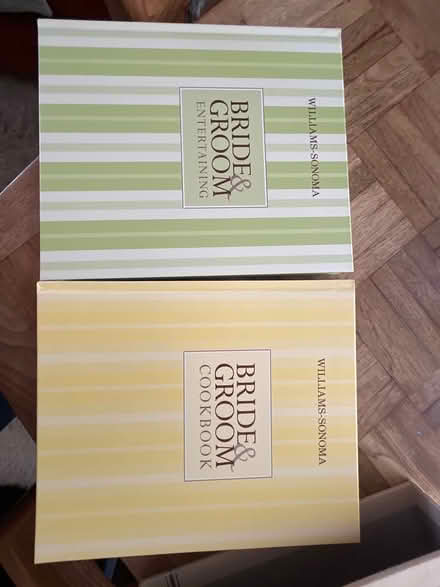 WILLIAMS-SONOMA
BRIDE &
GROOM
ENTERTAINING
WILLIAMS-SONOMA
BRIDE &
GROOM
COOKBOOK